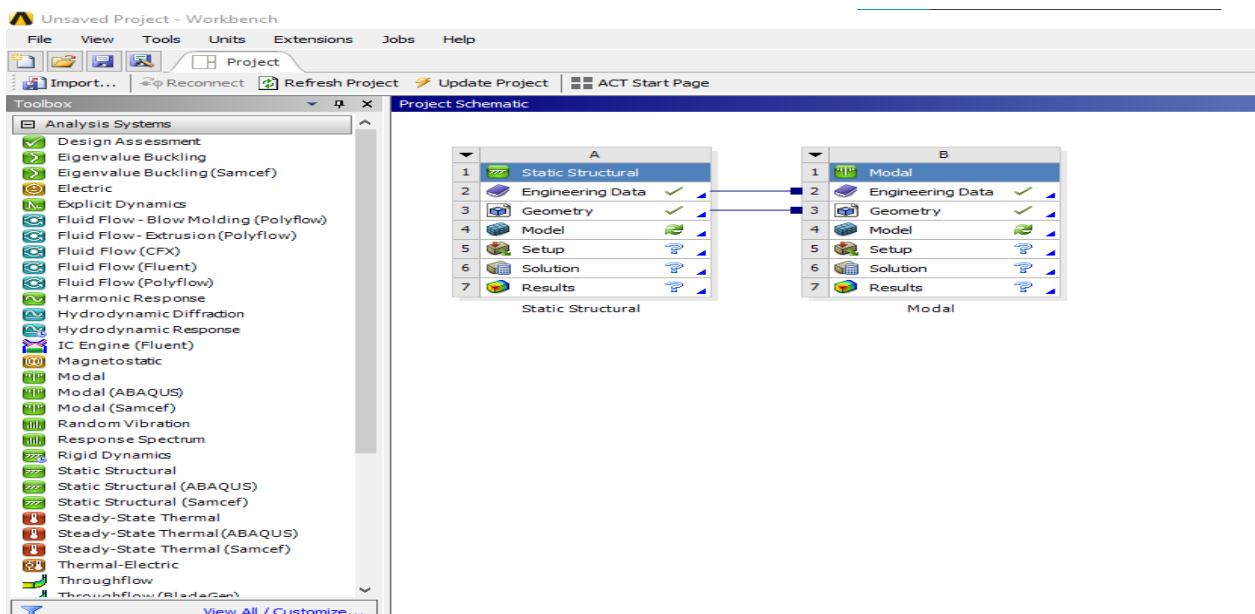 Unsaved Project - Workbench
File View Tools Units Extensions Jobs Help
Project
Import... Reconnect Refresh Project Update Project ACT Start Page
Toolbox
Analysis Systems
Design Assessment
Eigenvalue Buckling
Eigenvalue Buckling (Samcef)
Electric
Explicit Dynamics
Fluid Flow - Blow Molding (Polyflow)
Fluid Flow - Extrusion (Polyflow)
Fluid Flow (CFX)
Fluid Flow (Fluent)
Fluid Flow (Polyflow)
Harmonic Response
Hydrodynamic Diffraction
Hydrodynamic Response
IC Engine (Fluent)
Magnetostatic
Modal
Modal (ABAQUS)
Modal (Samcef)
Random Vibration
Response Spectrum
Rigid Dynamics
Static Structural
Static Structural (ABAQUS)
Static Structural (Samcef)
Steady-State Thermal
Steady-State Thermal (ABAQUS)
Steady-State Thermal (Samcef)
Thermal-Electric
Throughflow
Throughflow (BladeGen)
View All / Customize...
Project Schematic
A
1 Static Structural
2 Engineering Data
3 Geometry
4 Model
5 Setup
6 Solution
7 Results
Static Structural
B
1 Modal
2 Engineering Data
3 Geometry
4 Model
5 Setup
6 Solution
7 Results
Modal